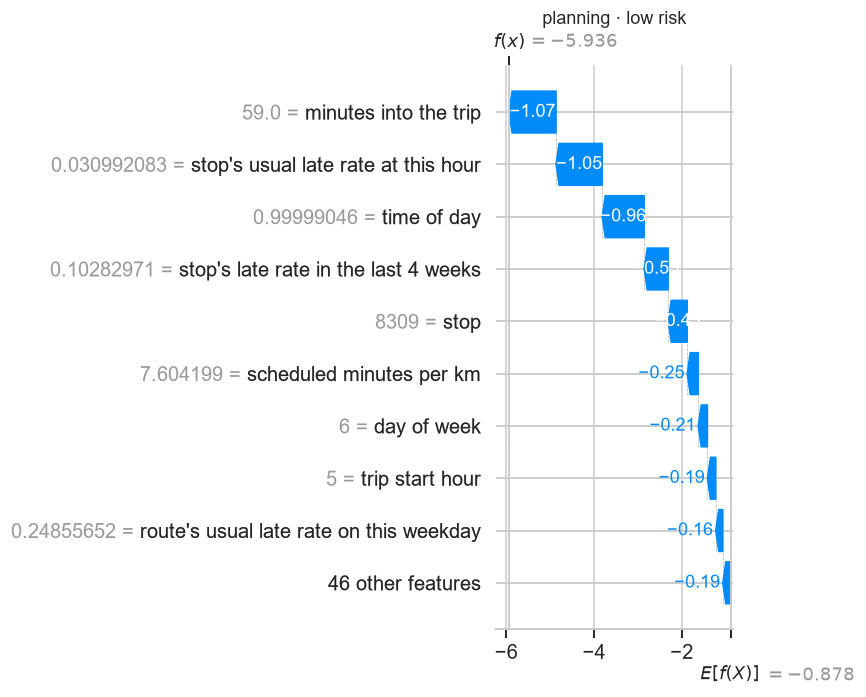 planning · low risk
f(x) = −5.936
59.0 = minutes into the trip
−1.07
0.030992083 = stop's usual late rate at this hour
−1.05
0.99999046 = time of day
−0.96
0.10282971 = stop's late rate in the last 4 weeks
8309 = stop
7.604199 = scheduled minutes per km
−0.25
6 = day of week
−0.21
5 = trip start hour
−0.19
0.24855652 = route's usual late rate on this weekday
−0.16
46 other features
−0.19
−6 −4 −2
E[f(X)] = −0.878